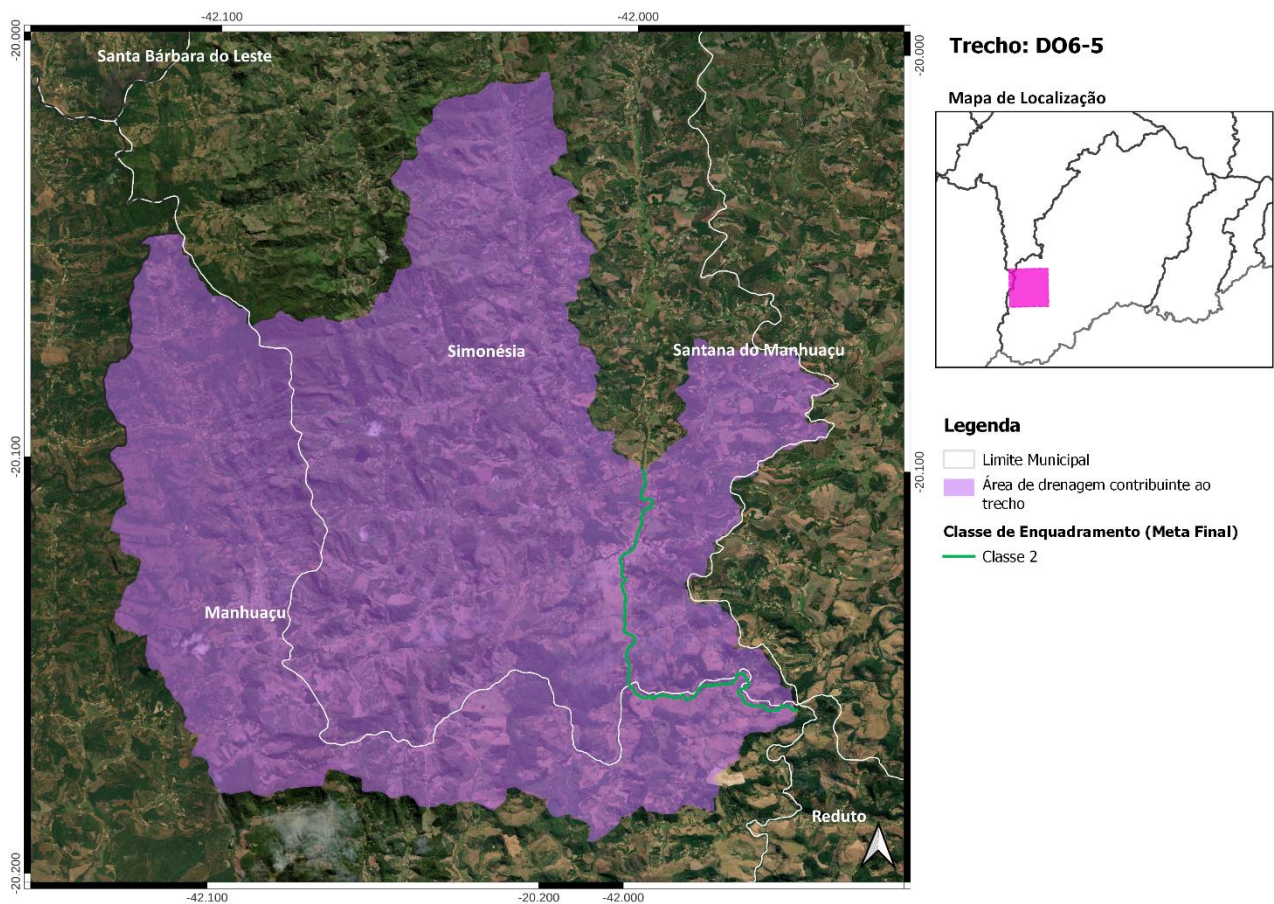 -42.100
-42.000
-20.000
-20.000
Santa Bárbara do Leste
Simonésia
Santana do Manhuaçu
-20.100
-20.100
Manhuaçu
Reduto
-20.200
-42.100
-20.200
-42.000
Trecho: DO6-5
Mapa de Localização
Legenda
Limite Municipal
Área de drenagem contribuinte ao
trecho
Classe de Enquadramento (Meta Final)
Classe 2